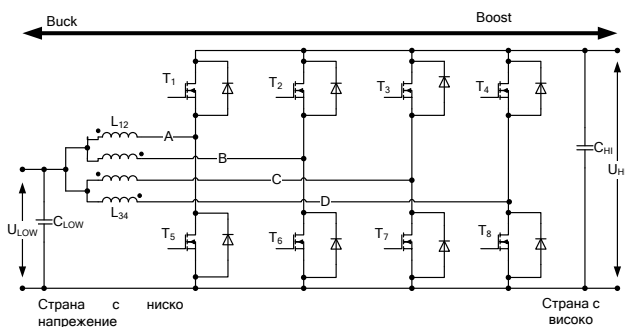 Buck
Boost
T1
T2
T3
T4
L12
A
B
C
D
L34
CHI
UH
ULOW
CLOW
T5
T6
T7
T8
Страна с ниско
напрежение
Страна с
високо